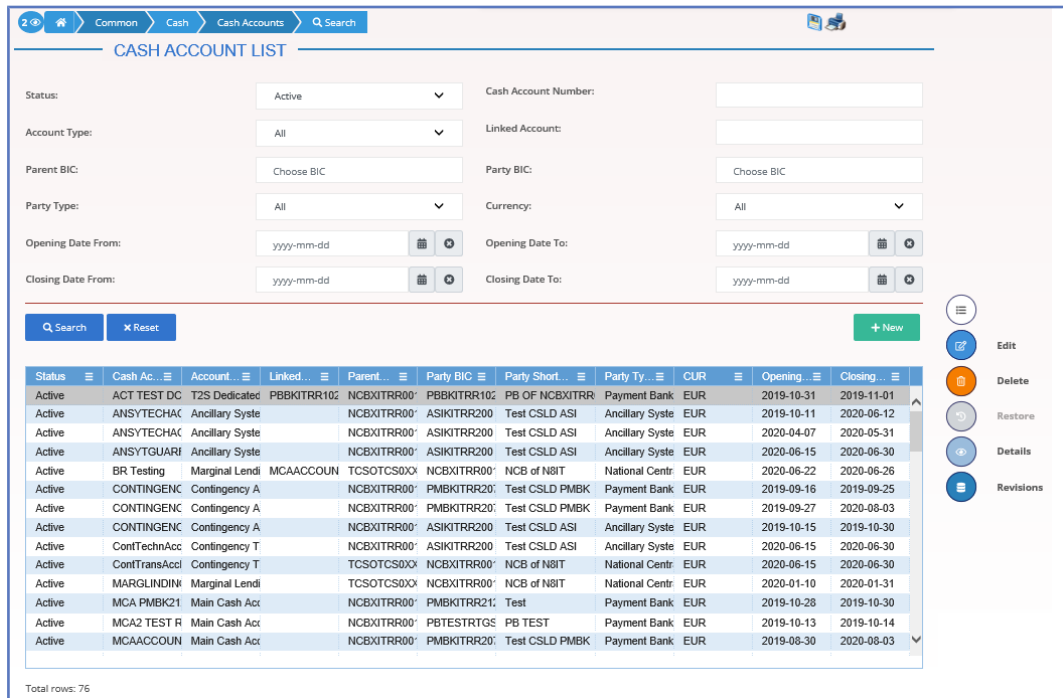 2 Common Cash Cash Accounts Search
CASH ACCOUNT LIST
Status: Active Cash Account Number:
Account Type: All Linked Account:
Parent BIC: Choose BIC Party BIC: Choose BIC
Party Type: All Currency: All
Opening Date From: yyyy-mm-dd Opening Date To: yyyy-mm-dd
Closing Date From: yyyy-mm-dd Closing Date To: yyyy-mm-dd
Search Reset + New
Edit
Delete
Restore
Details
Revisions
Status Cash Ac... Account... Linked... Parent... Party BIC Party Short... Party Ty... CUR Opening... Closing...
Active ACT TEST DC T2S Dedicated PBBKITRR102 NCBXITRR00 PBBKITRR102 PB OF NCBXITRR Payment Bank EUR 2019-10-31 2019-11-01
Active ANSYTECHAC Ancillary Syste NCBXITRR00 ASIKITRR200 Test CSLD ASI Ancillary Syste EUR 2019-10-11 2020-06-12
Active ANSYTECHAC Ancillary Syste NCBXITRR00 ASIKITRR200 Test CSLD ASI Ancillary Syste EUR 2020-04-07 2020-05-31
Active ANSYTGUARF Ancillary Syste NCBXITRR00 ASIKITRR200 Test CSLD ASI Ancillary Syste EUR 2020-06-15 2020-06-30
Active BR Testing Marginal Lendi MCAACCOUN TCSOTCS0XX NCBXITRR00 NCB of N8IT National Centr EUR 2020-06-22 2020-06-26
Active CONTINGENC Contingency A NCBXITRR00 PMBKITRR20 Test CSLD PMBK Payment Bank EUR 2019-09-16 2019-09-25
Active CONTINGENC Contingency A NCBXITRR00 PMBKITRR20 Test CSLD PMBK Payment Bank EUR 2019-09-27 2020-08-03
Active CONTINGENC Contingency A NCBXITRR00 ASIKITRR200 Test CSLD ASI Ancillary Syste EUR 2019-10-15 2019-10-30
Active ContTechnAcc Contingency T NCBXITRR00 ASIKITRR200 Test CSLD ASI Ancillary Syste EUR 2020-06-15 2020-06-30
Active ContTransAccl Contingency T TCSOTCS0XX NCBXITRR00 NCB of N8IT National Centr EUR 2020-06-15 2020-06-30
Active MARGLINDIN Marginal Lendi TCSOTCS0XX NCBXITRR00 NCB of N8IT National Centr EUR 2020-01-10 2020-01-31
Active MCA PMBK21 Main Cash Acc NCBXITRR00 PMBKITRR212 Test Payment Bank EUR 2019-10-28 2019-10-30
Active MCA2 TEST R Main Cash Acc NCBXITRR00 PBTESTRTGS PB TEST Payment Bank EUR 2019-10-13 2019-10-14
Active MCAACCOUN Main Cash Acc NCBXITRR00 PMBKITRR20 Test CSLD PMBK Payment Bank EUR 2019-08-30 2020-08-03
Total rows: 76